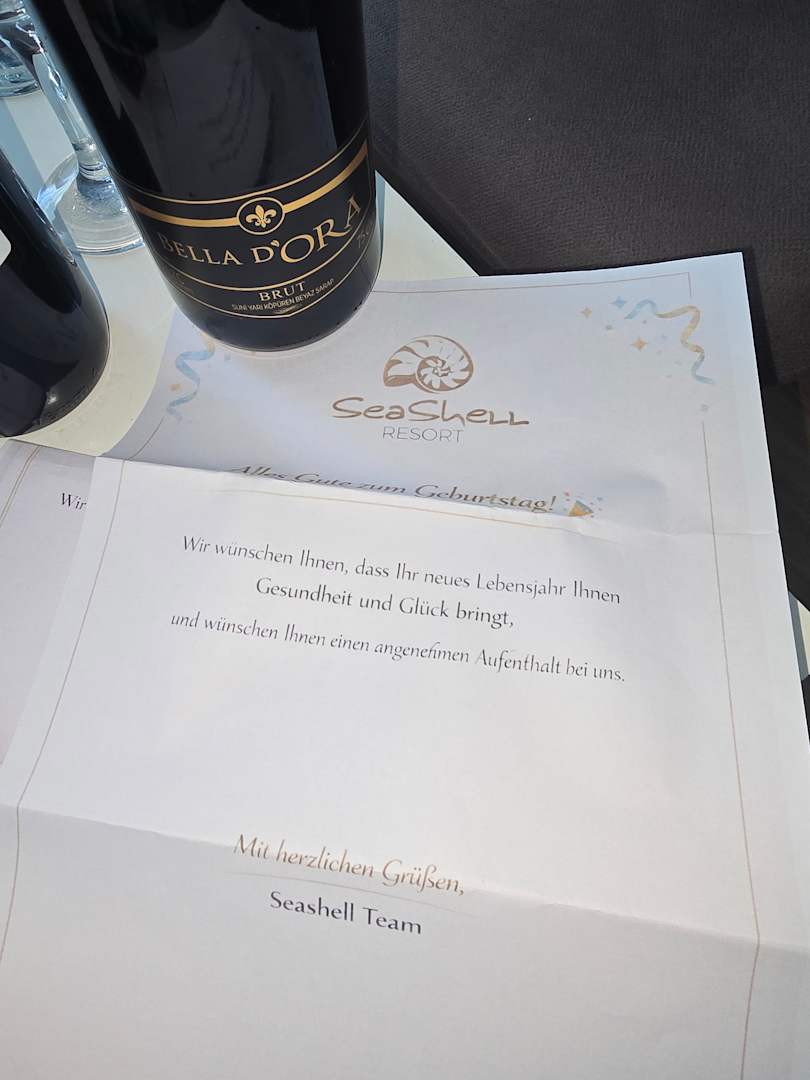 BELLA D'ORA
75c
BRUT
SUNİ YARI KÖPÜREN BEYAZ ŞARAP
SeaShell
RESORT
Alles Gute zum Geburtstag!
Wir
Wir wünschen Ihnen, dass Ihr neues Lebensjahr Ihnen
Gesundheit und Glück bringt,
und wünschen Ihnen einen angenehmen Aufenthalt bei uns.
Mit herzlichen Grüßen,
Seashell Team